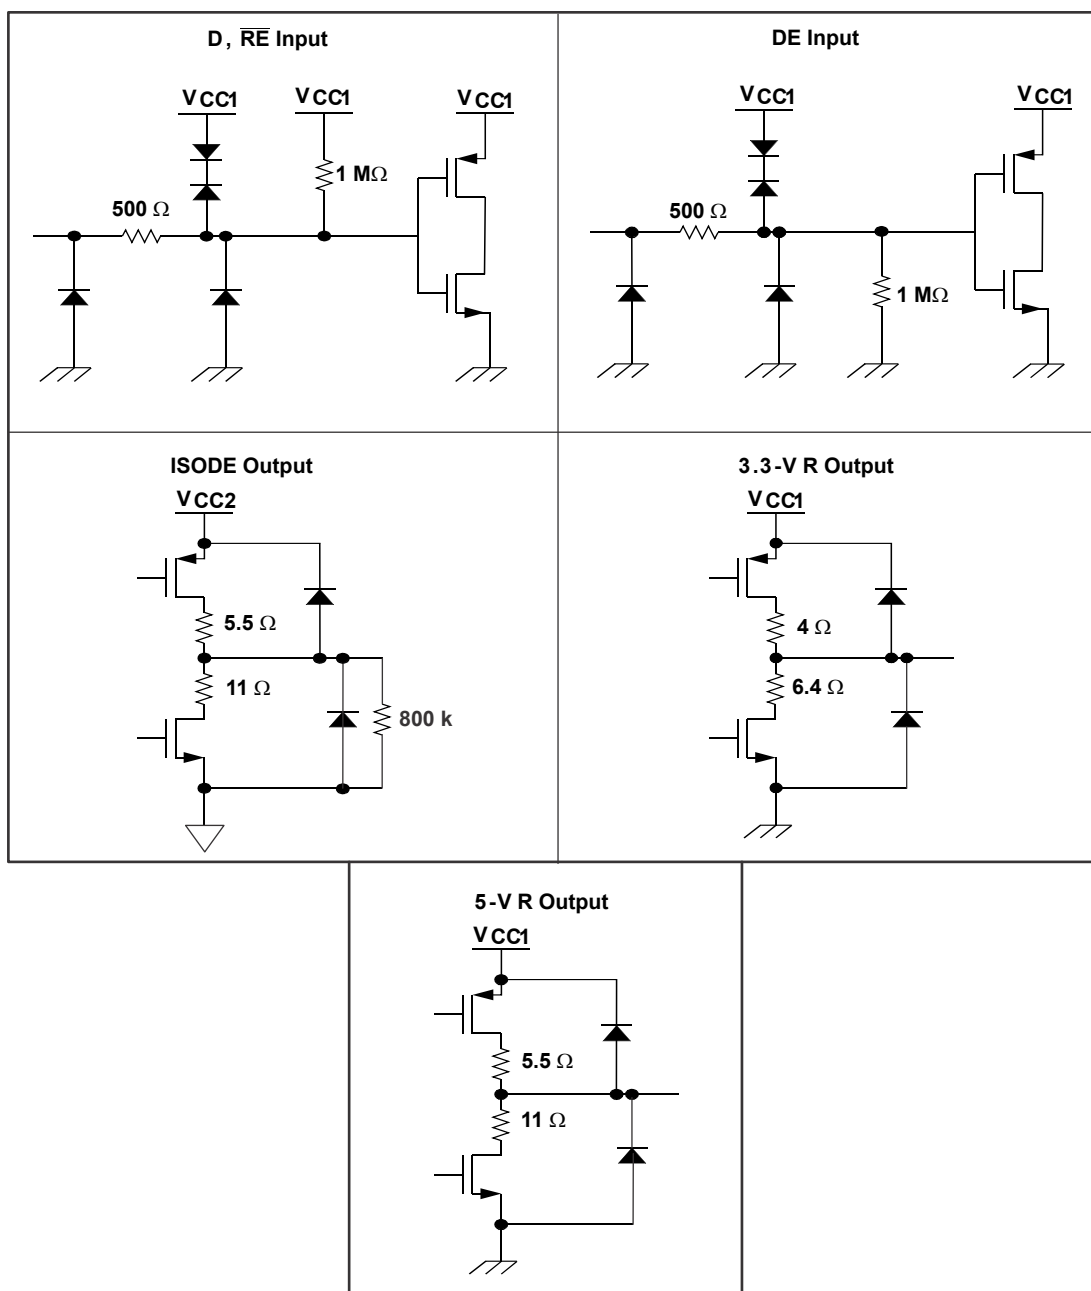 D, R̅E̅ Input
VCC1
VCC1
VCC1
1 MΩ
500 Ω
DE Input
VCC1
VCC1
500 Ω
1 MΩ
ISODE Output
VCC2
5.5 Ω
11 Ω
800 k
3.3-V R Output
VCC1
4 Ω
6.4 Ω
5-V R Output
VCC1
5.5 Ω
11 Ω